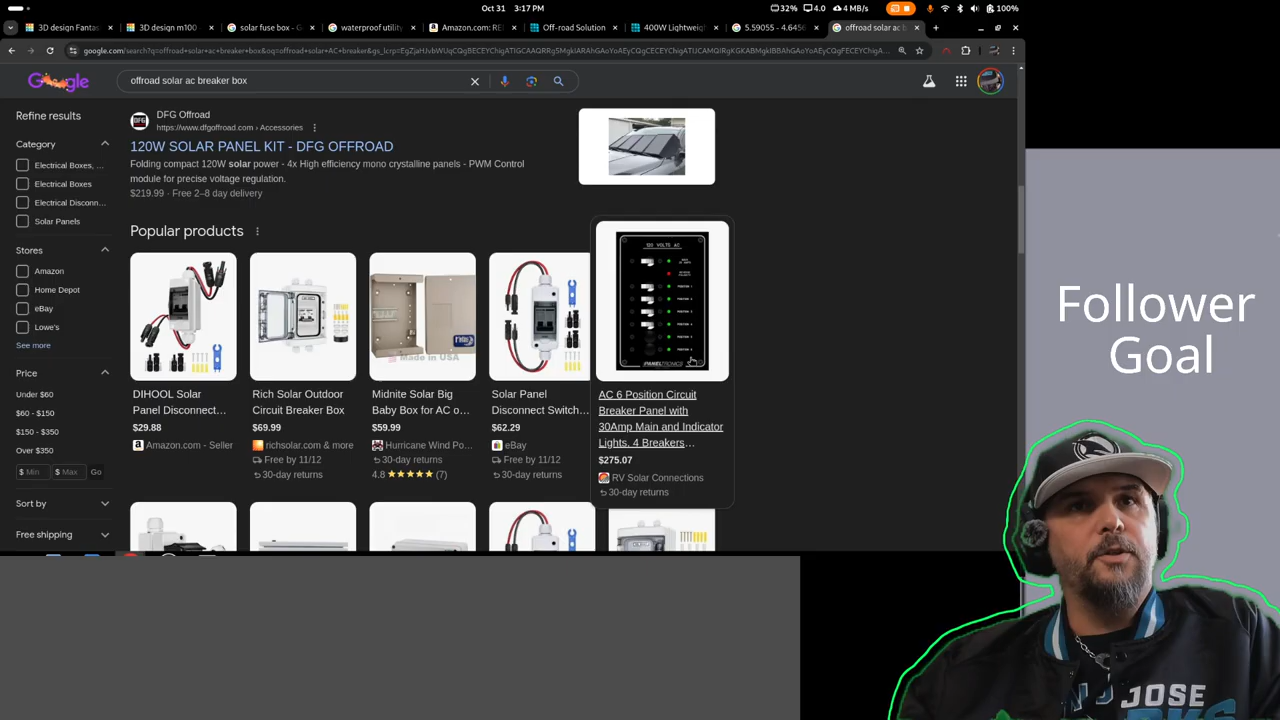 Oct 31 3:17 PM
4.0
4 MB/s
100%
3D design Fantas
3D design m100
solar fuse box - G
waterproof utility
Amazon.com: RE
Off-road Solution
400W Lightweigh
5.59055 - 4.6456
offroad solar ac b
Google
offroad solar ac breaker box
Refine results
Category
Electrical Boxes, ...
Electrical Boxes
Electrical Disconn...
Solar Panels
Stores
Amazon
Home Depot
eBay
Lowe's
See more
Price
Under $60
$60 - $150
$150 - $350
Over $350
$ Min $ Max Go
Sort by
Free shipping
DFG Offroad
https://www.dfgoffroad.com › Accessories
120W SOLAR PANEL KIT - DFG OFFROAD
Folding compact 120W solar power - 4x High efficiency mono crystalline panels - PWM Control
module for precise voltage regulation.
$219.99 · Free 2–8 day delivery
Popular products
DIHOOL Solar
Panel Disconnect...
$29.88
Amazon.com - Seller
Rich Solar Outdoor
Circuit Breaker Box
$69.99
richsolar.com & more
Free by 11/12
30-day returns
Made in USA
Midnite Solar Big
Baby Box for AC o...
$59.99
Hurricane Wind Po...
30-day returns
4.8 (7)
Solar Panel
Disconnect Switch...
$62.29
eBay
Free by 11/12
30-day returns
120 VOLTS AC
PANELTRONICS
AC 6 Position Circuit
Breaker Panel with
30Amp Main and Indicator
Lights, 4 Breakers...
$275.07
RV Solar Connections
30-day returns
Follower
Goal
JOSE